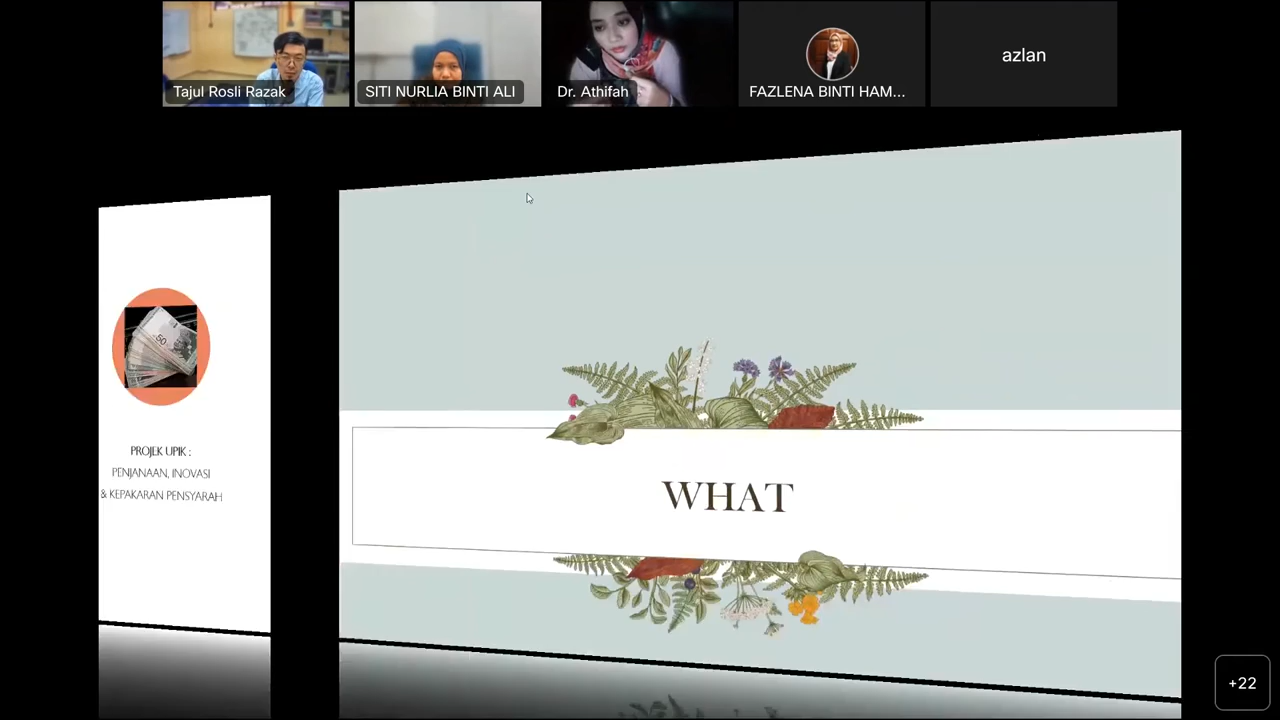 Tajul Rosli Razak
SITI NURLIA BINTI ALI
Dr. Athifah
FAZLENA BINTI HAM...
azlan
50
PROJEK UPIK :
PENJANAAN, INOVASI
& KEPAKARAN PENSYARAH
WHAT
+22